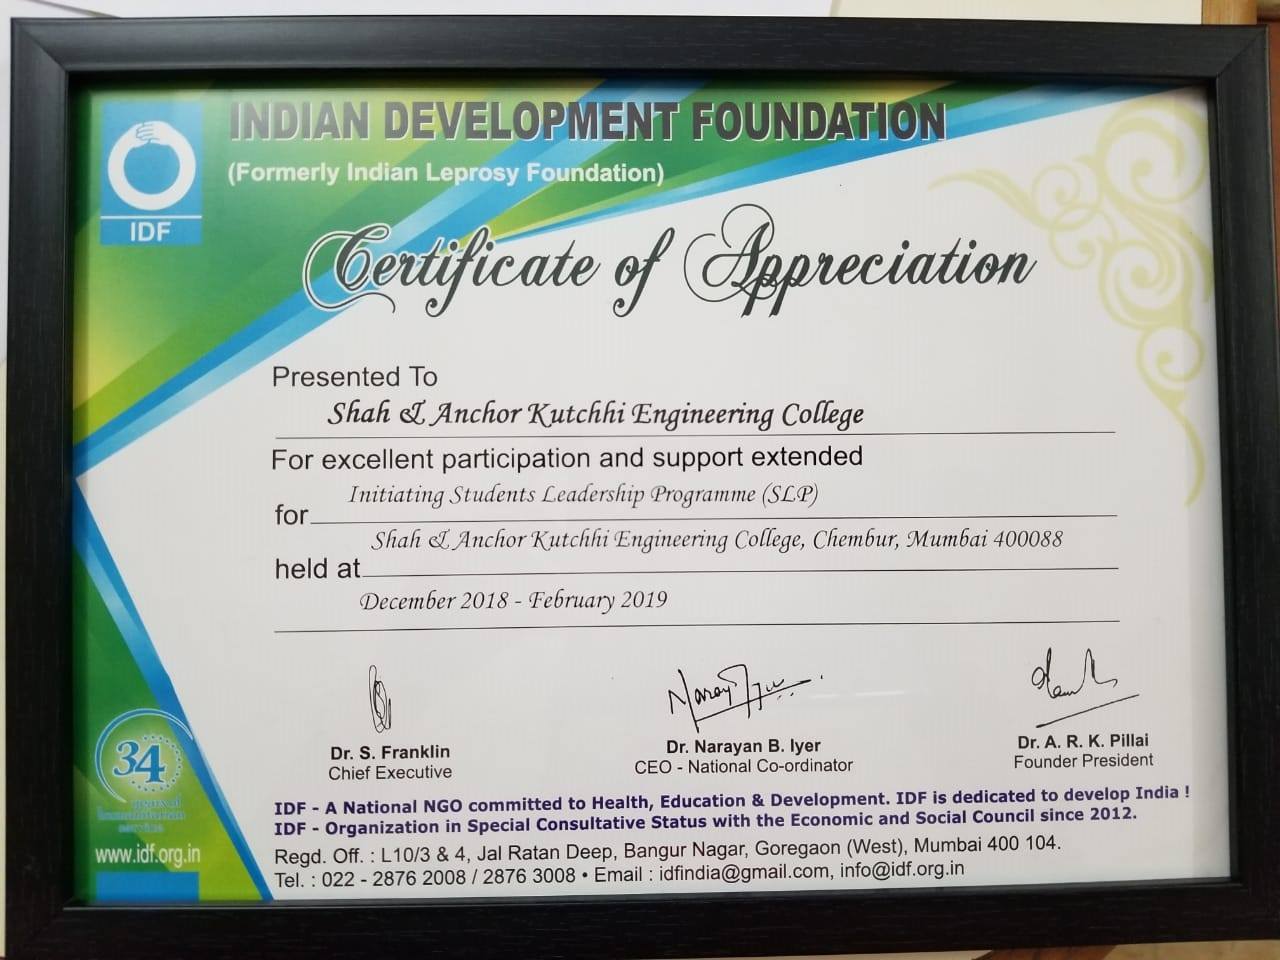 INDIAN DEVELOPMENT FOUNDATION
(Formerly Indian Leprosy Foundation)
IDF
Certificate of Appreciation
Presented To
Shah & Anchor Kutchhi Engineering College
For excellent participation and support extended
Initiating Students Leadership Programme (SLP)
for
Shah & Anchor Kutchhi Engineering College, Chembur, Mumbai 400088
held at
December 2018 - February 2019
Dr. S. Franklin
Chief Executive
Dr. Narayan B. Iyer
CEO - National Co-ordinator
Dr. A. R. K. Pillai
Founder President
34
years of
humanitarian
service
www.idf.org.in
IDF - A National NGO committed to Health, Education & Development. IDF is dedicated to develop India !
IDF - Organization in Special Consultative Status with the Economic and Social Council since 2012.
Regd. Off. : L10/3 & 4, Jal Ratan Deep, Bangur Nagar, Goregaon (West), Mumbai 400 104.
Tel. : 022 - 2876 2008 / 2876 3008 • Email : idfindia@gmail.com, info@idf.org.in